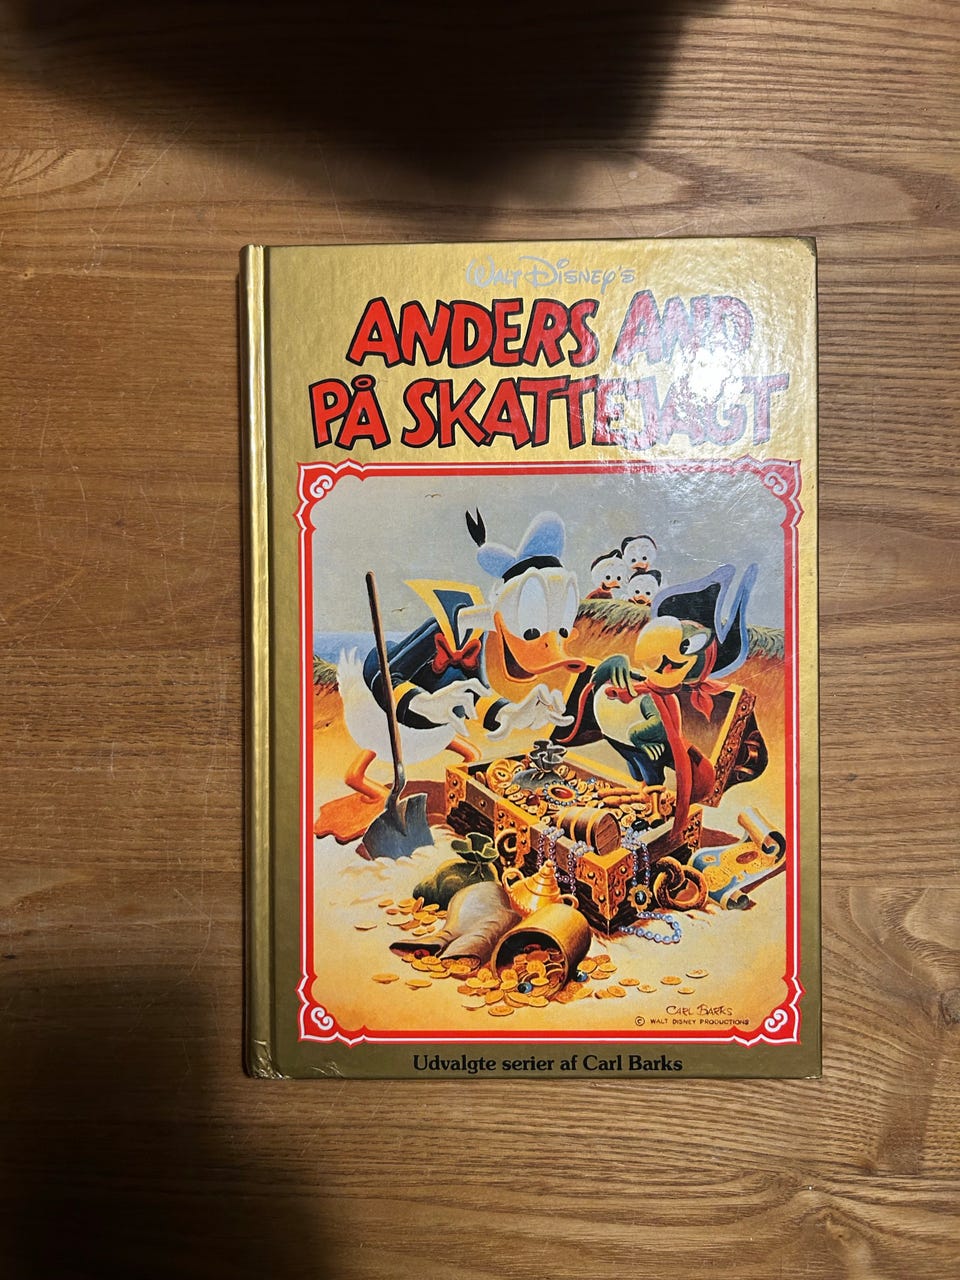 WALT DISNEY'S
ANDERS AND
PÅ SKATTEJAGT
CARL BARKS
© WALT DISNEY PRODUCTIONS
Udvalgte serier af Carl Barks